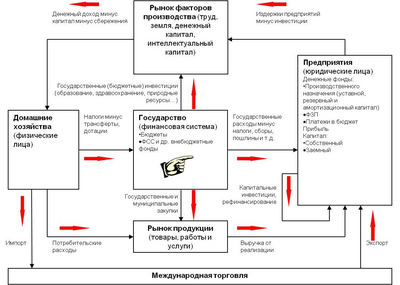 Денежный доход минус
капитал минус сбережения
Рынок факторов
производства (труд,
земля, денежный
капитал,
интеллектуальный
капитал)
Издержки предприятий
минус инвестиции
Государственные (бюджетные) инвестиции
(образование, здравоохранение, природные
ресурсы…)
Предприятия
(юридические лица)
Денежные фонды:
•Производственного
назначения (уставной,
резервный и
амортизационный капитал)
•ФЗП
•Платежи в бюджет
Прибыль
Капитал:
•Собственный
•Заемный
Домашние
хозяйства
(физические
лица)
Налоги минус
трансферты,
дотации
Государство
(финансовая система)
•Бюджеты
•ФСС и др. внебюджетные
фонды
Государственные
расходы минус
налоги, сборы,
пошлины и т.д.
Государственные и
муниципальные
закупки
Капитальные
инвестиции,
рефинансирование
Рынок продукции
(товары, работы и
услуги)
Импорт
Потребительские
расходы
Выручка от
реализации
Экспорт
Международная торговля